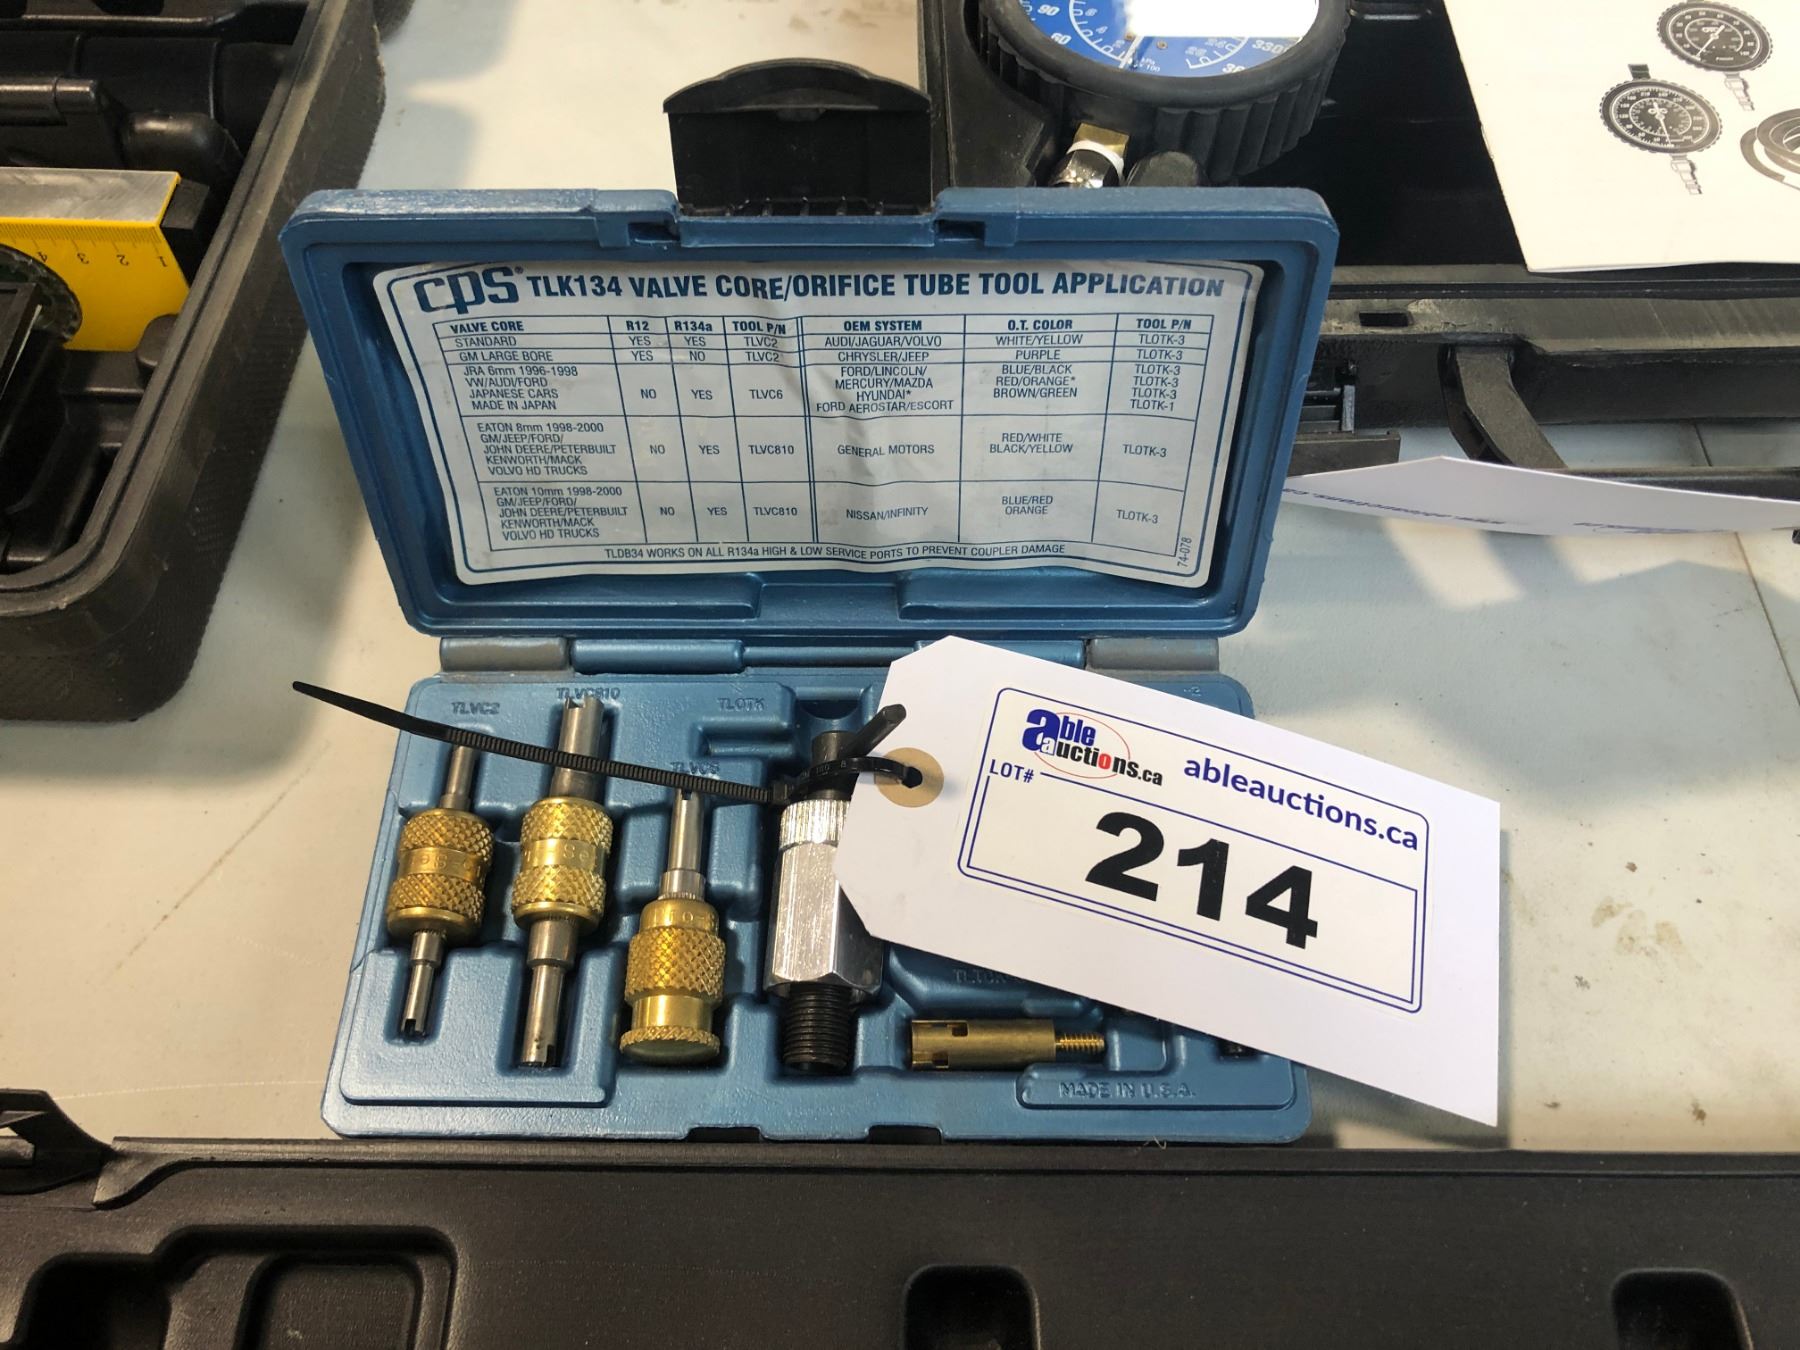 cps® TLK134 VALVE CORE/ORIFICE TUBE TOOL APPLICATION
VALVE CORE R12 R134a TOOL P/N OEM SYSTEM O.T. COLOR TOOL P/N
STANDARD YES YES TLVC2 AUDI/JAGUAR/VOLVO WHITE/YELLOW TLOTK-3
GM LARGE BORE YES NO TLVC2 CHRYSLER/JEEP PURPLE TLOTK-3
JRA 6mm 1996-1998 FORD/LINCOLN/ BLUE/BLACK TLOTK-3
VW/AUDI/FORD MERCURY/MAZDA RED/ORANGE* TLOTK-3
JAPANESE CARS NO YES TLVC6 HYUNDAI* BROWN/GREEN TLOTK-3
MADE IN JAPAN FORD AEROSTAR/ESCORT TLOTK-1
EATON 8mm 1998-2000
GM/JEEP/FORD/ RED/WHITE
JOHN DEERE/PETERBUILT NO YES TLVC810 GENERAL MOTORS BLACK/YELLOW TLOTK-3
KENWORTH/MACK
VOLVO HD TRUCKS
EATON 10mm 1998-2000
GM/JEEP/FORD/ BLUE/RED
JOHN DEERE/PETERBUILT NO YES TLVC810 NISSAN/INFINITY ORANGE TLOTK-3
KENWORTH/MACK
VOLVO HD TRUCKS
TLDB34 WORKS ON ALL R134a HIGH & LOW SERVICE PORTS TO PREVENT COUPLER DAMAGE
74-078
TLVC2
TLVC810
TLOTK
TLVC6
MADE IN U.S.A.
able auctions.ca
ableauctions.ca
LOT#
214
90
60
330
1 2 3 4